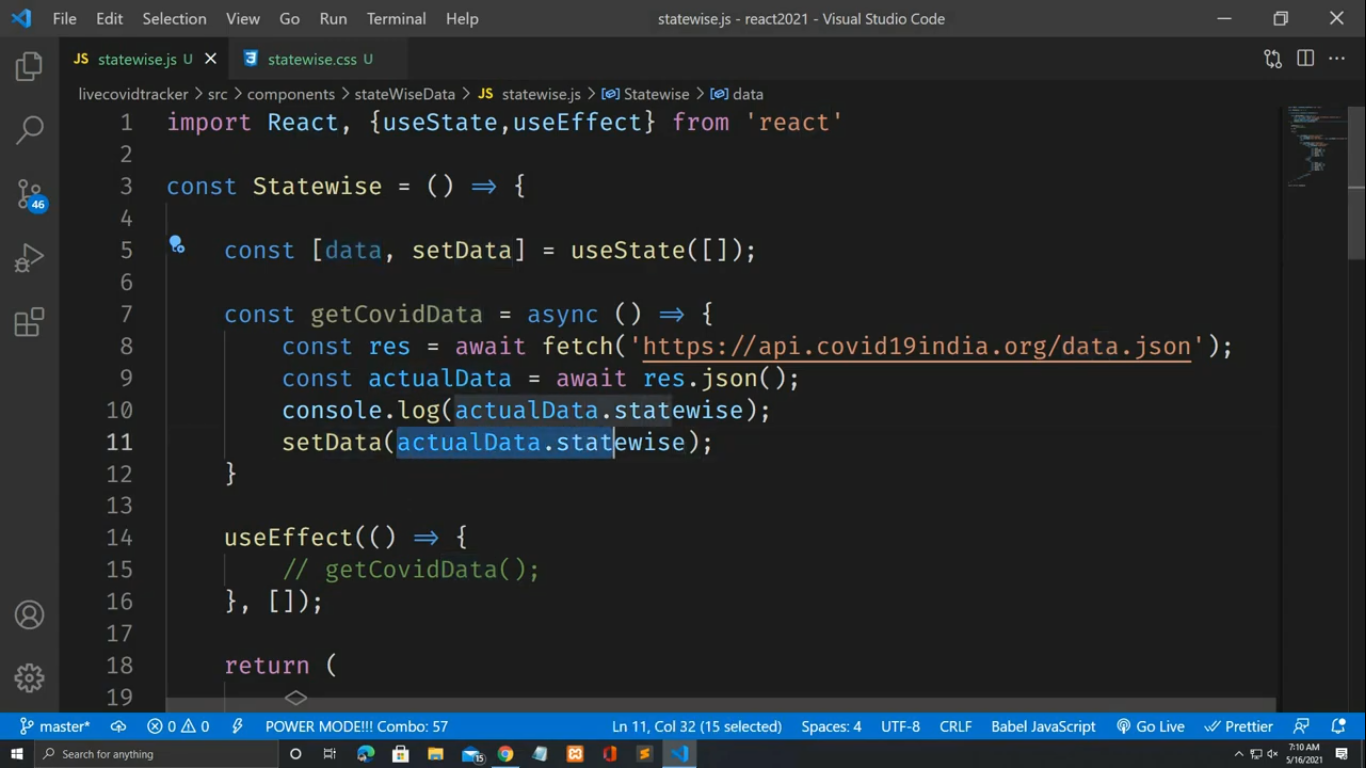 File Edit Selection View Go Run Terminal Help statewise.js - react2021 - Visual Studio Code
JS statewise.js U statewise.css U
livecovidtracker > src > components > stateWiseData > JS statewise.js > Statewise > data
1 import React, {useState,useEffect} from 'react'
2
3 const Statewise = () => {
4
5 const [data, setData] = useState([]);
6
7 const getCovidData = async () => {
8 const res = await fetch('https://api.covid19india.org/data.json');
9 const actualData = await res.json();
10 console.log(actualData.statewise);
11 setData(actualData.statewise);
12 }
13
14 useEffect(() => {
15 // getCovidData();
16 }, []);
17
18 return (
19 <>
46
master* 0 0 POWER MODE!!! Combo: 57 Ln 11, Col 32 (15 selected) Spaces: 4 UTF-8 CRLF Babel JavaScript Go Live Prettier
Search for anything 15 7:10 AM
5/16/2021